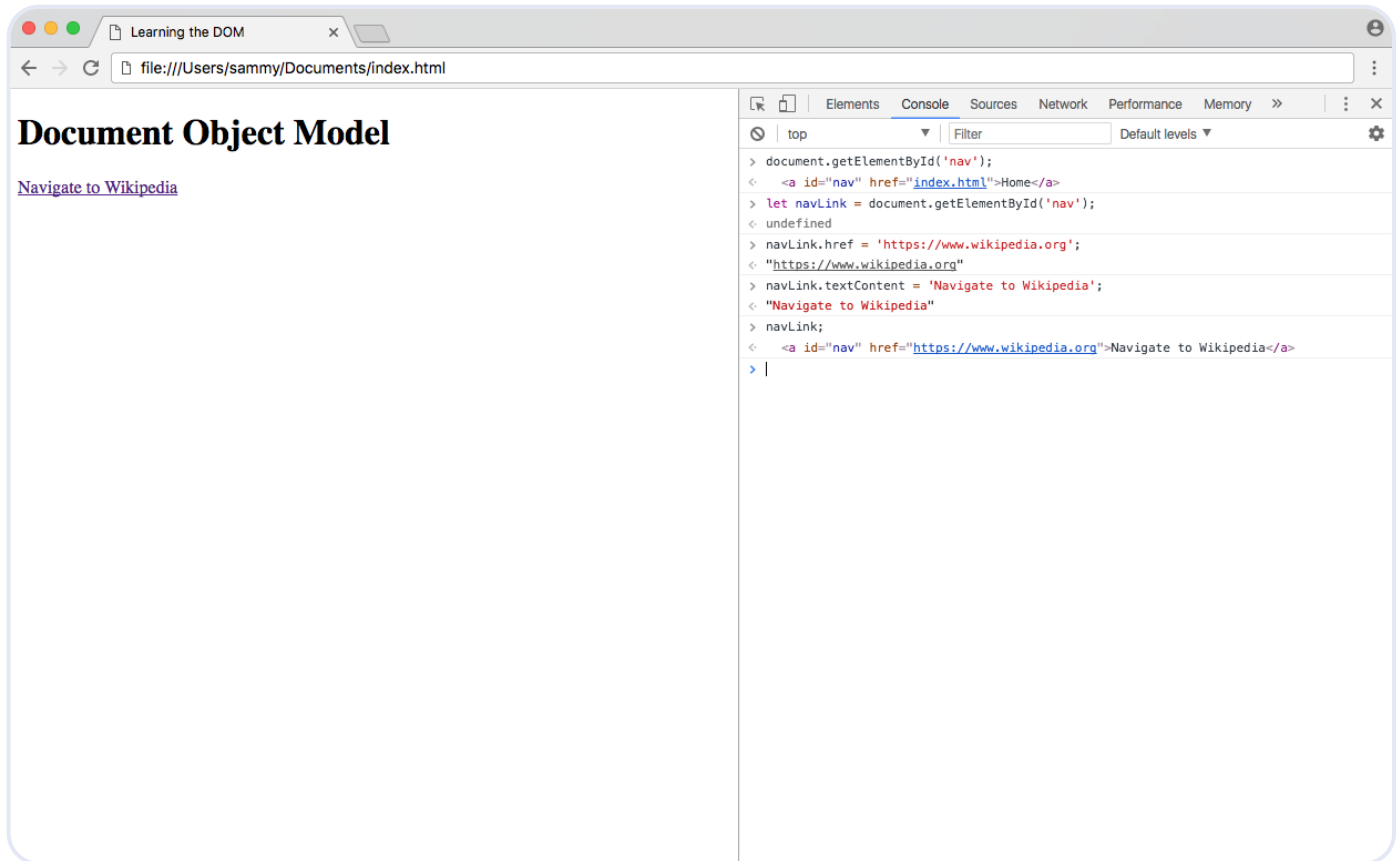 Learning the DOM
file:///Users/sammy/Documents/index.html
Document Object Model
Navigate to Wikipedia
Elements Console Sources Network Performance Memory »
top Filter Default levels
> document.getElementById('nav');
<a id="nav" href="index.html">Home</a>
> let navLink = document.getElementById('nav');
undefined
> navLink.href = 'https://www.wikipedia.org';
"https://www.wikipedia.org"
> navLink.textContent = 'Navigate to Wikipedia';
"Navigate to Wikipedia"
> navLink;
<a id="nav" href="https://www.wikipedia.org">Navigate to Wikipedia</a>
>